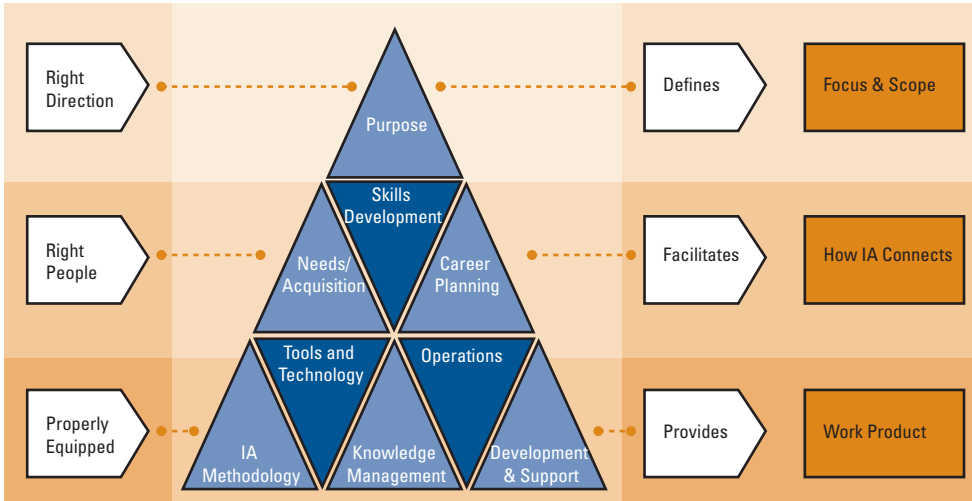 Right
Direction
Purpose
Defines
Focus & Scope
Right
People
Skills
Development
Needs/
Acquisition
Career
Planning
Facilitates
How IA Connects
Properly
Equipped
Tools and
Technology
Operations
IA
Methodology
Knowledge
Management
Development
& Support
Provides
Work Product